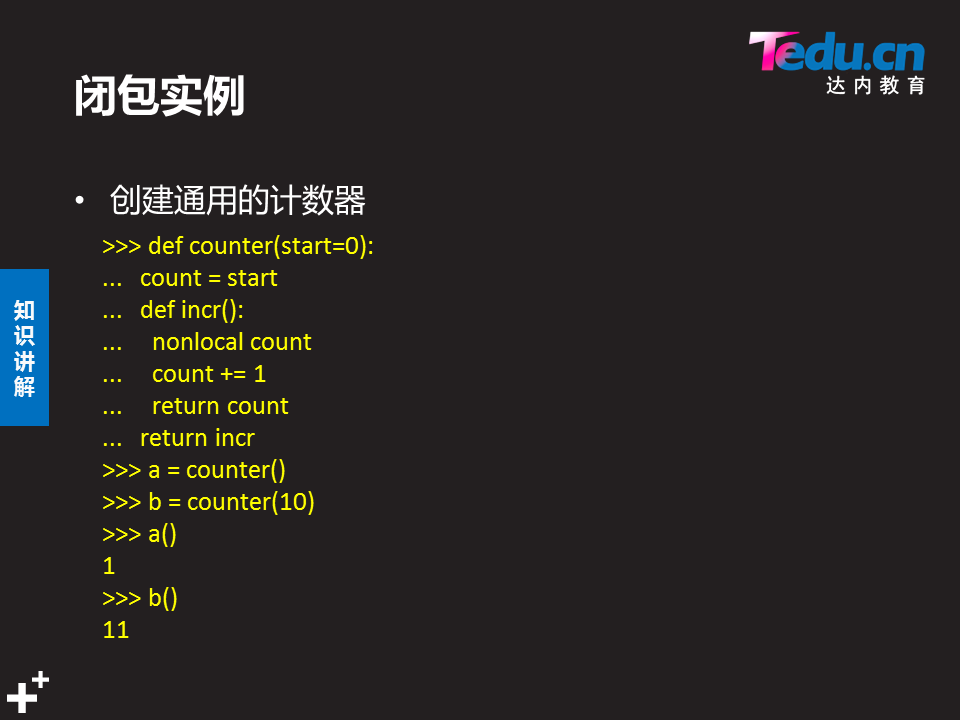 Tedu.cn
达内教育
闭包实例
• 创建通用的计数器
>>> def counter(start=0):
... count = start
... def incr():
... nonlocal count
... count += 1
... return count
... return incr
>>> a = counter()
>>> b = counter(10)
>>> a()
1
>>> b()
11
知
识
讲
解